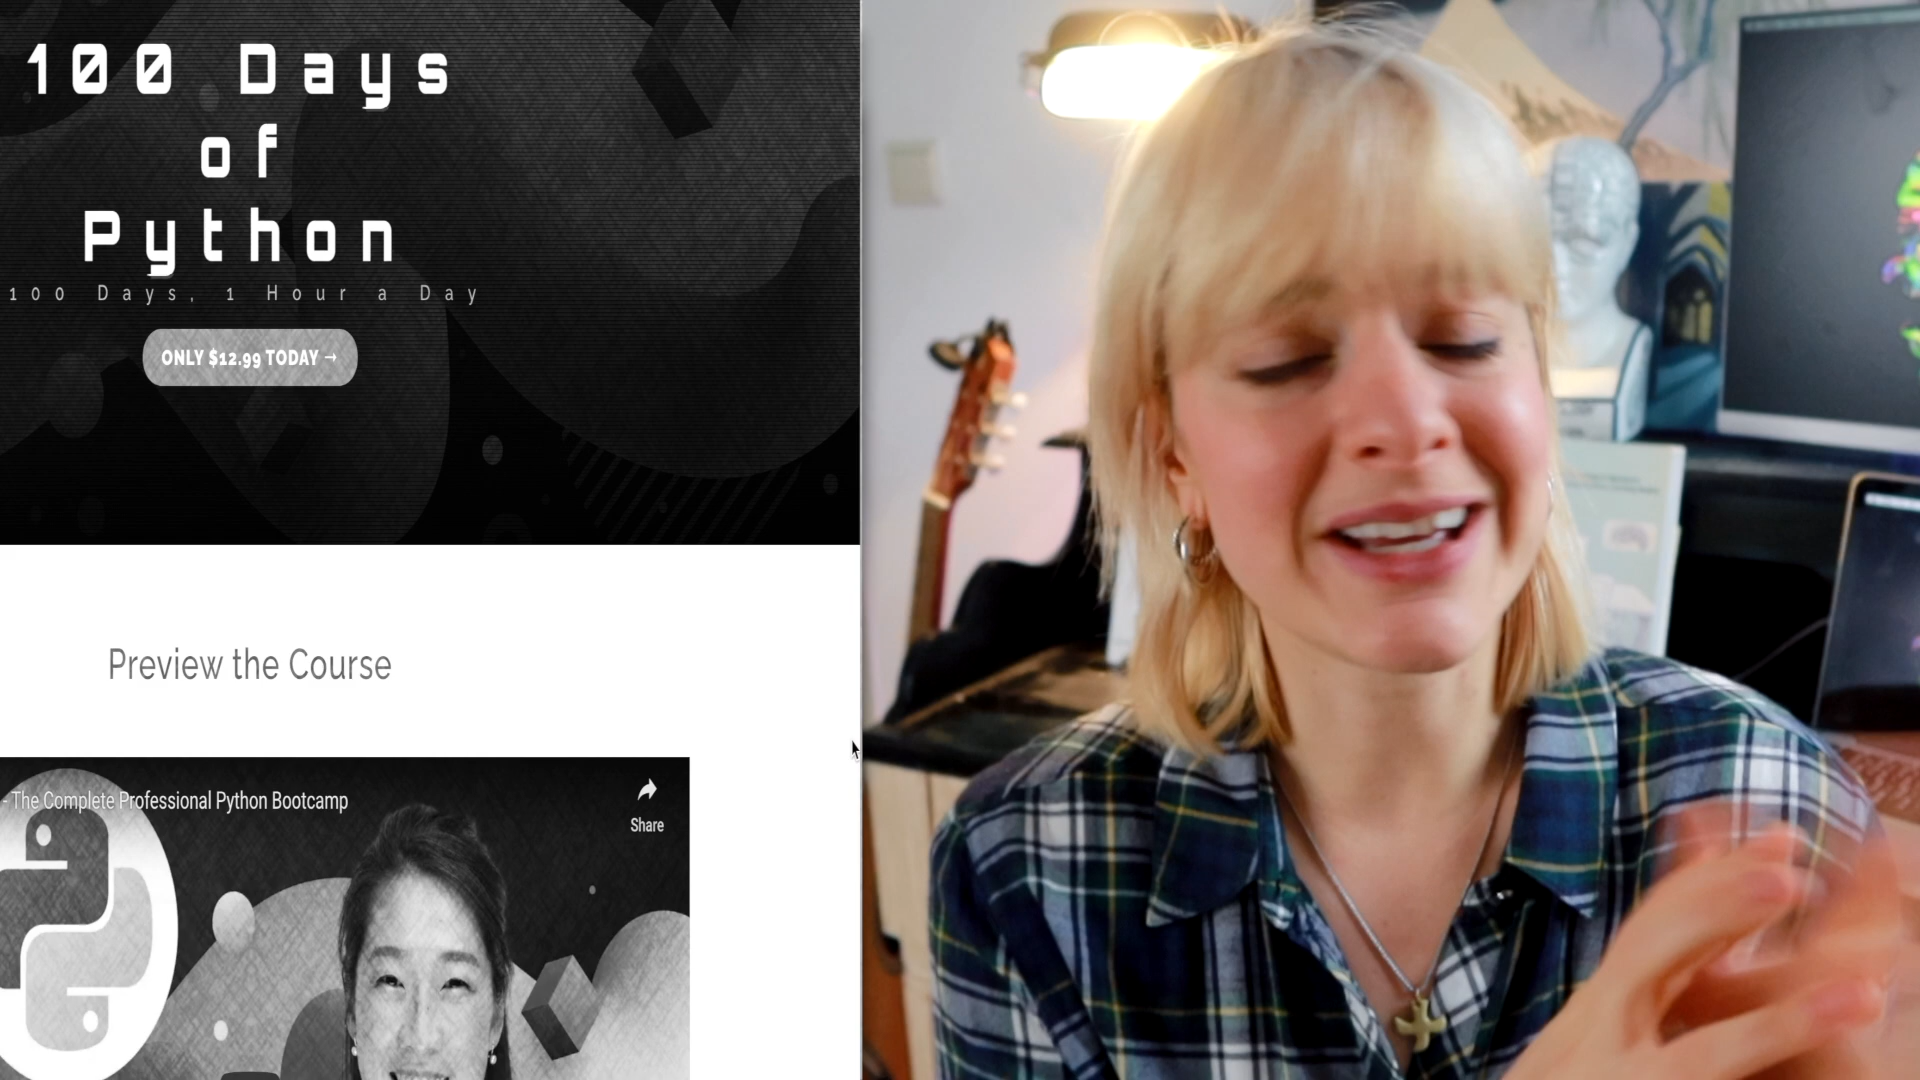 100 Days
of
Python
100 Days, 1 Hour a Day
ONLY $12.99 TODAY →
Preview the Course
- The Complete Professional Python Bootcamp
Share